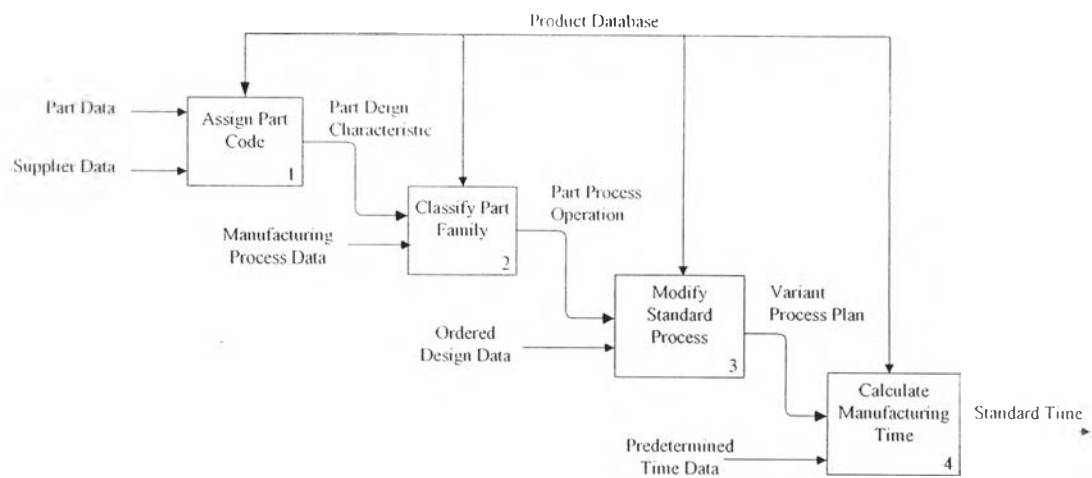 Product Database
Part Data
Supplier Data
Assign Part
Code
1
Part Deign
Characteristic
Manufacturing
Process Data
Classify Part
Family
2
Part Process
Operation
Ordered
Design Data
Modify
Standard
Process
3
Variant
Process Plan
Predetermined
Time Data
Calculate
Manufacturing
Time
4
Standard Time